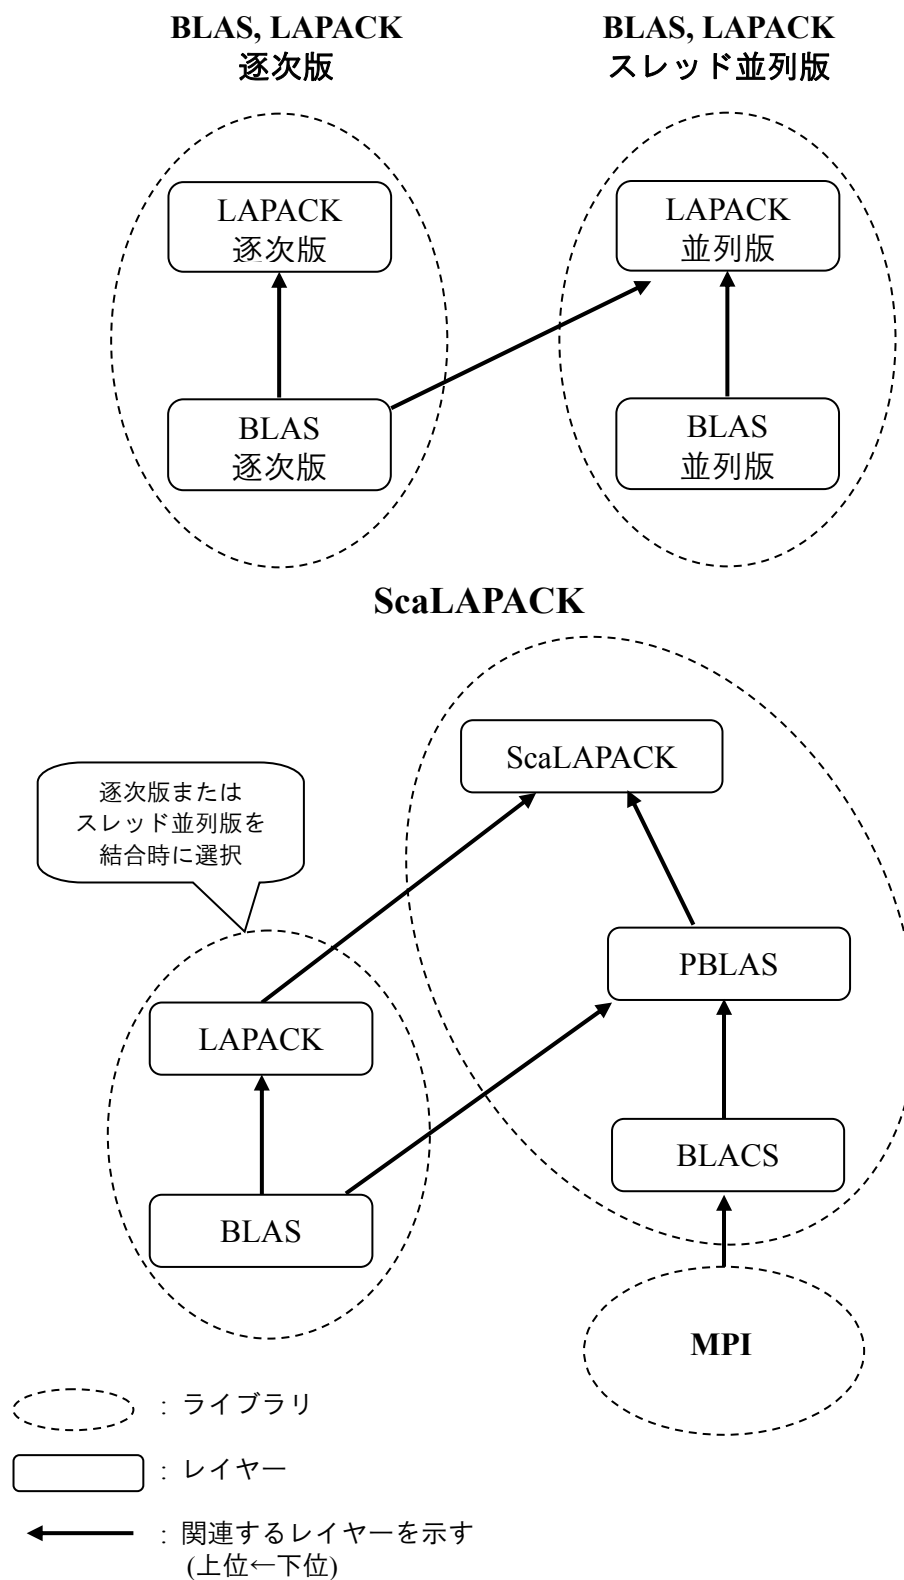 BLAS, LAPACK
逐次版
BLAS, LAPACK
スレッド並列版
LAPACK
逐次版
LAPACK
並列版
BLAS
逐次版
BLAS
並列版
ScaLAPACK
ScaLAPACK
逐次版または
スレッド並列版を
結合時に選択
PBLAS
LAPACK
BLACS
BLAS
MPI
: ライブラリ
: レイヤー
: 関連するレイヤーを示す
(上位←下位)